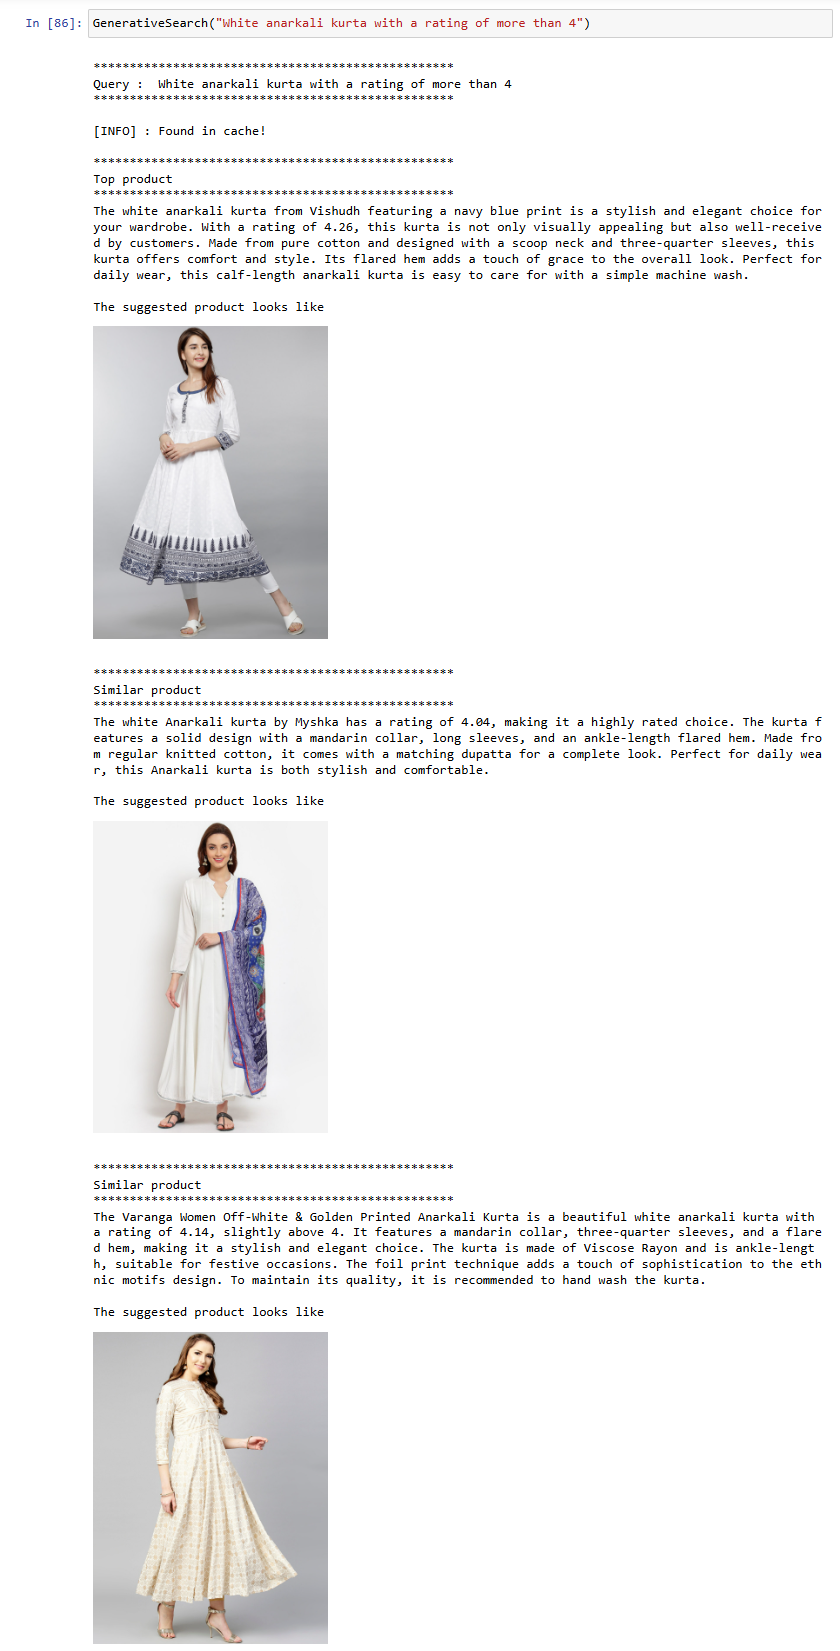 In [86]: GenerativeSearch("White anarkali kurta with a rating of more than 4")
**************************************************
Query :  White anarkali kurta with a rating of more than 4
**************************************************
[INFO] : Found in cache!
**************************************************
Top product
**************************************************
The white anarkali kurta from Vishudh featuring a navy blue print is a stylish and elegant choice for
your wardrobe. With a rating of 4.26, this kurta is not only visually appealing but also well-receive
d by customers. Made from pure cotton and designed with a scoop neck and three-quarter sleeves, this
kurta offers comfort and style. Its flared hem adds a touch of grace to the overall look. Perfect for
daily wear, this calf-length anarkali kurta is easy to care for with a simple machine wash.
The suggested product looks like
**************************************************
Similar product
**************************************************
The white Anarkali kurta by Myshka has a rating of 4.04, making it a highly rated choice. The kurta f
eatures a solid design with a mandarin collar, long sleeves, and an ankle-length flared hem. Made fro
m regular knitted cotton, it comes with a matching dupatta for a complete look. Perfect for daily wea
r, this Anarkali kurta is both stylish and comfortable.
The suggested product looks like
**************************************************
Similar product
**************************************************
The Varanga Women Off-White & Golden Printed Anarkali Kurta is a beautiful white anarkali kurta with
a rating of 4.14, slightly above 4. It features a mandarin collar, three-quarter sleeves, and a flare
d hem, making it a stylish and elegant choice. The kurta is made of Viscose Rayon and is ankle-lengt
h, suitable for festive occasions. The foil print technique adds a touch of sophistication to the eth
nic motifs design. To maintain its quality, it is recommended to hand wash the kurta.
The suggested product looks like